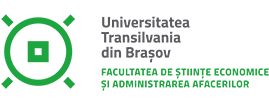 Universitatea
Transilvania
din Brașov
FACULTATEA DE ȘTIINȚE ECONOMICE
ȘI ADMINISTRAREA AFACERILOR